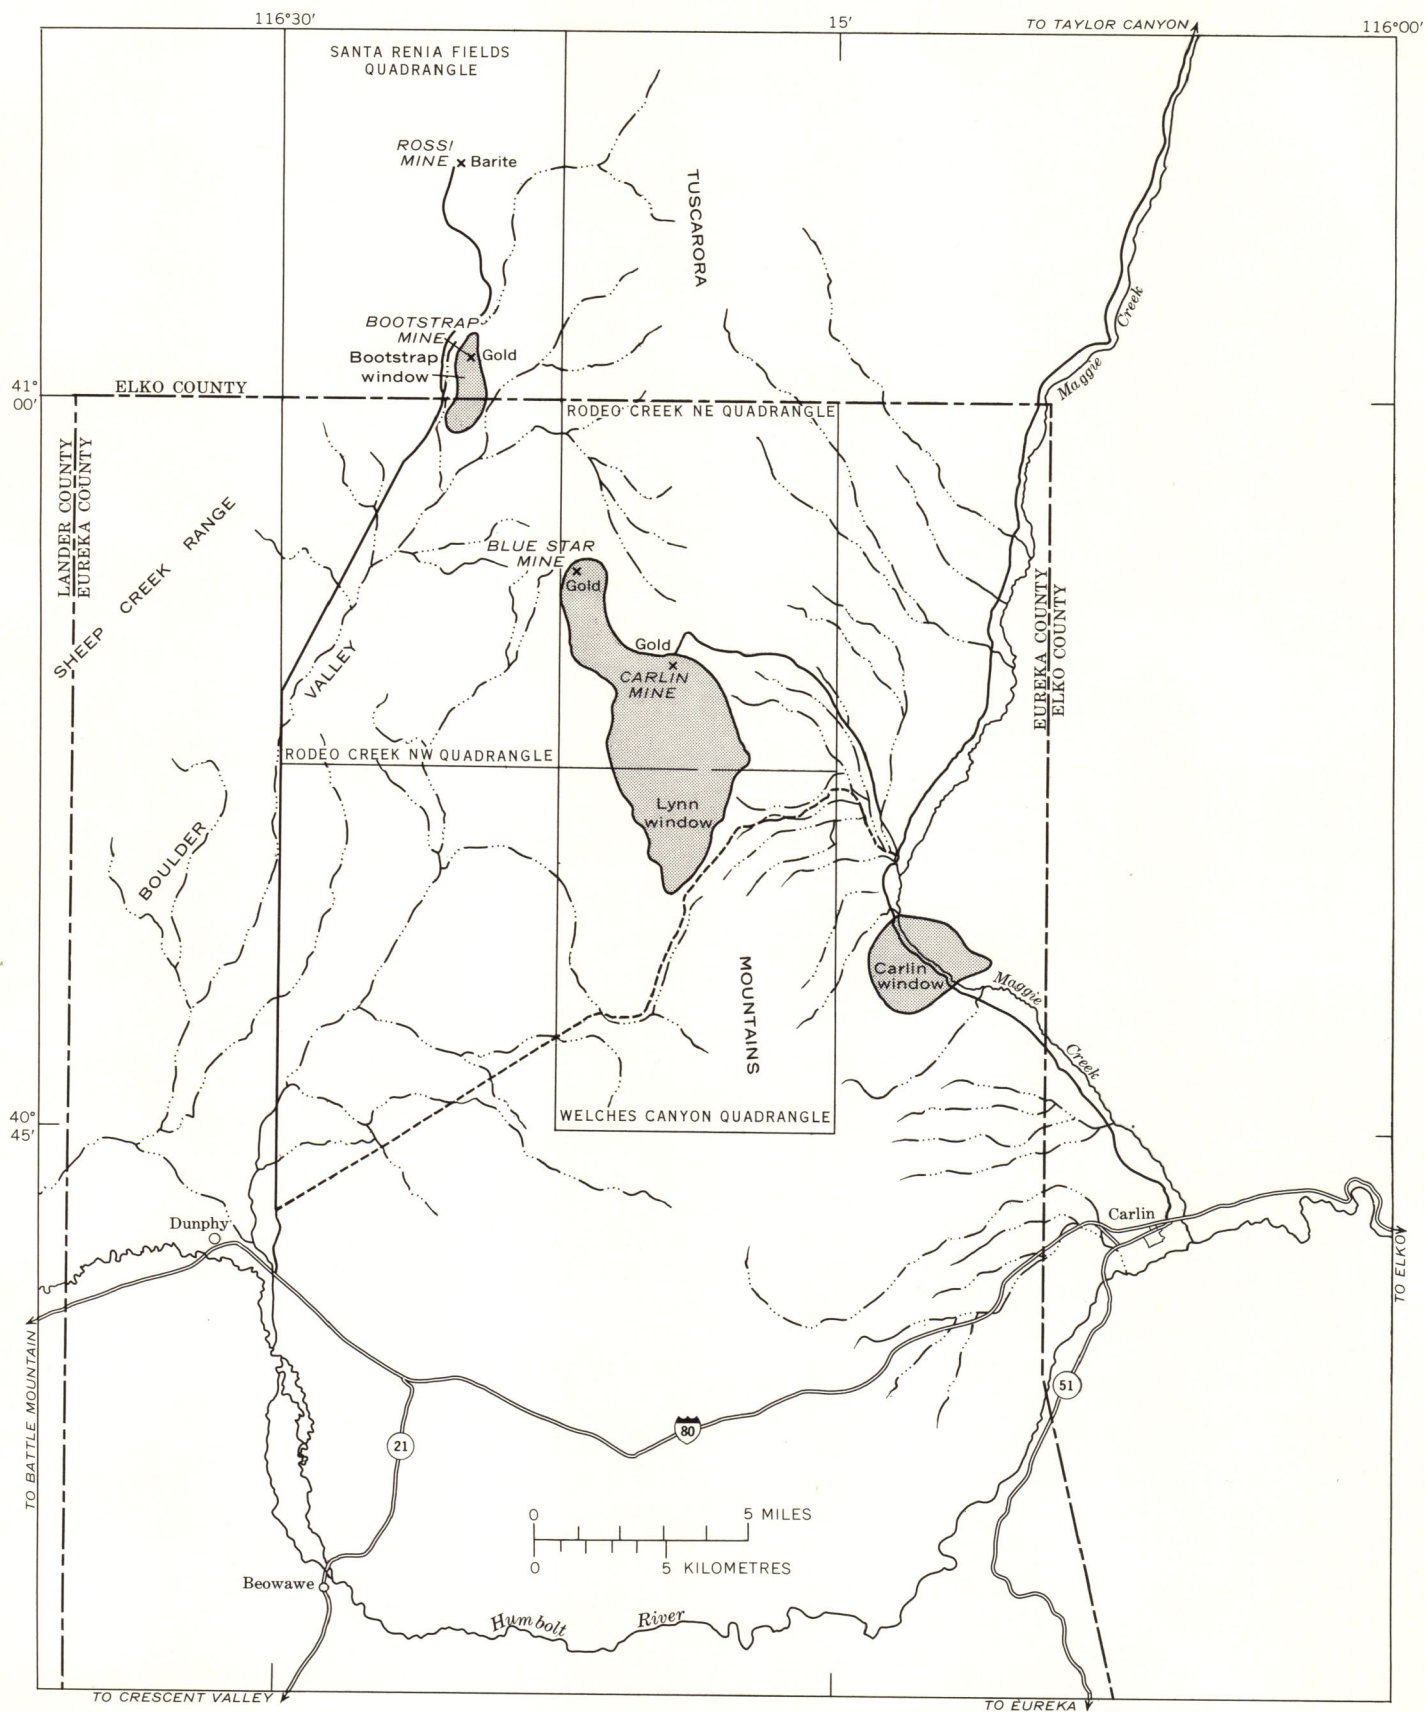 116°30′
15′
TO TAYLOR CANYON
116°00′
SANTA RENIA FIELDS
QUADRANGLE
ROSSI
MINE
Barite
TUSCARORA
Creek
Maggie
BOOTSTRAP
MINE
Gold
Bootstrap
window
41°
00′
ELKO COUNTY
RODEO CREEK NE QUADRANGLE
LANDER COUNTY
EUREKA COUNTY
SHEEP CREEK RANGE
BLUE STAR
MINE
Gold
EUREKA COUNTY
ELKO COUNTY
Gold
CARLIN
MINE
VALLEY
RODEO CREEK NW QUADRANGLE
Lynn
window
BOULDER
MOUNTAINS
Carlin
window
Maggie
Creek
WELCHES CANYON QUADRANGLE
40°
45′
Dunphy
Carlin
TO ELKO
TO BATTLE MOUNTAIN
51
80
21
0
5 MILES
0
5 KILOMETRES
Beowawe
Humbolt River
TO CRESCENT VALLEY
TO EUREKA